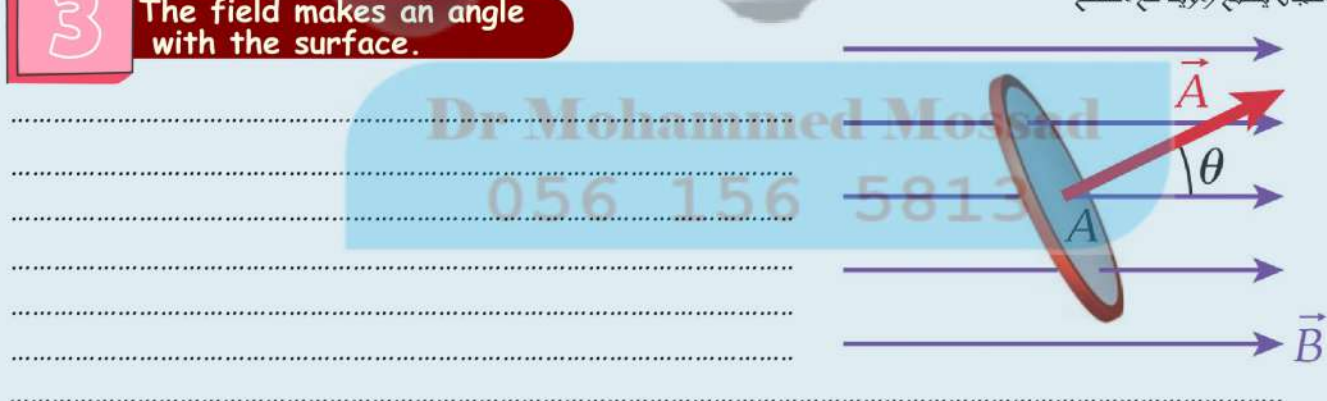 3
The field makes an angle
with the surface.
Dr Mohammed Mossad
056 156 5813
A
θ
A
B